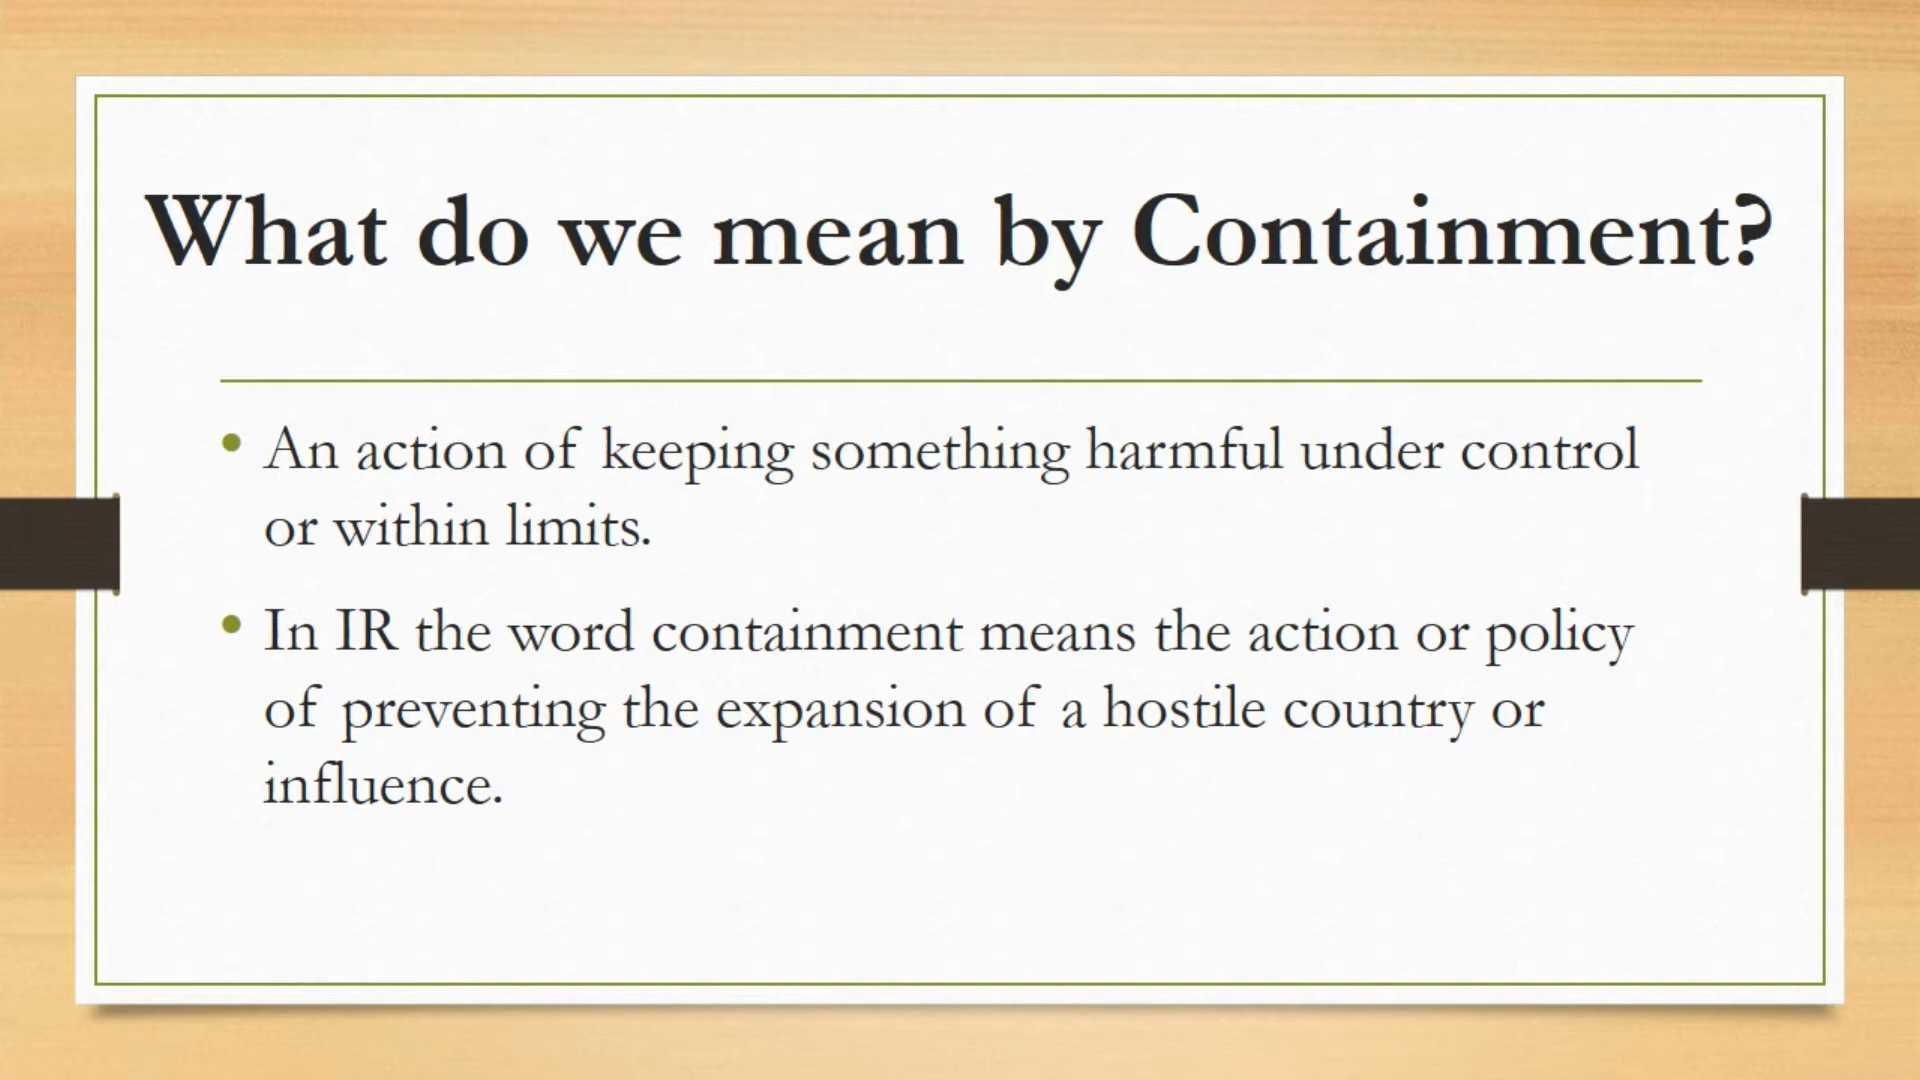 What do we mean by Containment?
• An action of keeping something harmful under control
or within limits.
• In IR the word containment means the action or policy
of preventing the expansion of a hostile country or
influence.